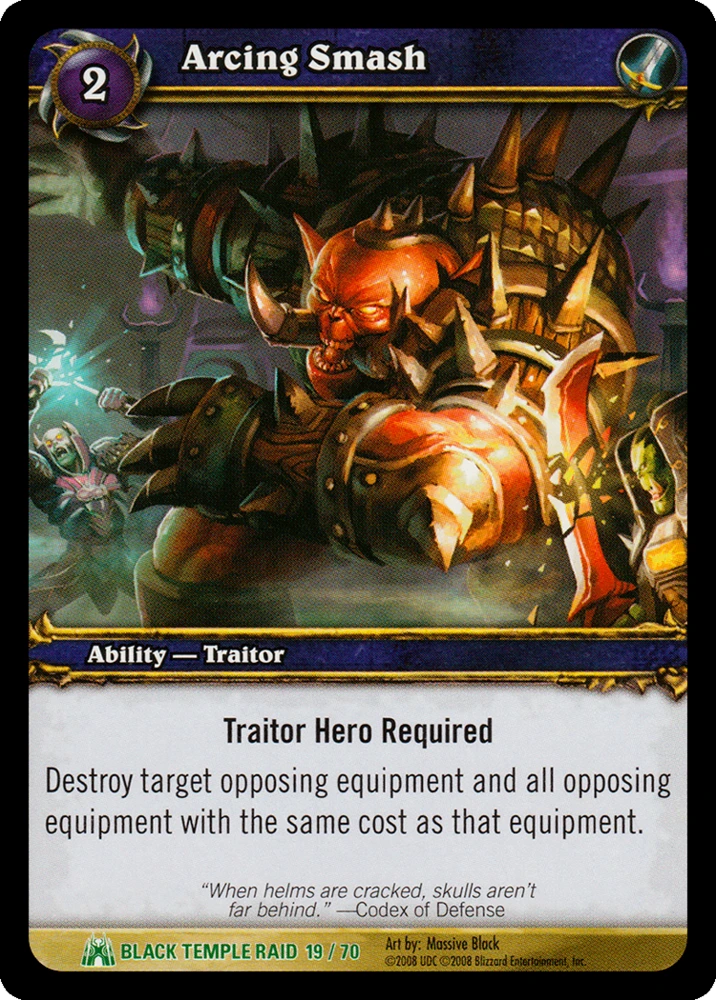 2
Arcing Smash
Ability — Traitor
Traitor Hero Required
Destroy target opposing equipment and all opposing
equipment with the same cost as that equipment.
“When helms are cracked, skulls aren’t
far behind.” —Codex of Defense
BLACK TEMPLE RAID 19 / 70
Art by: Massive Black
©2008 UDC ©2008 Blizzard Entertainment, Inc.